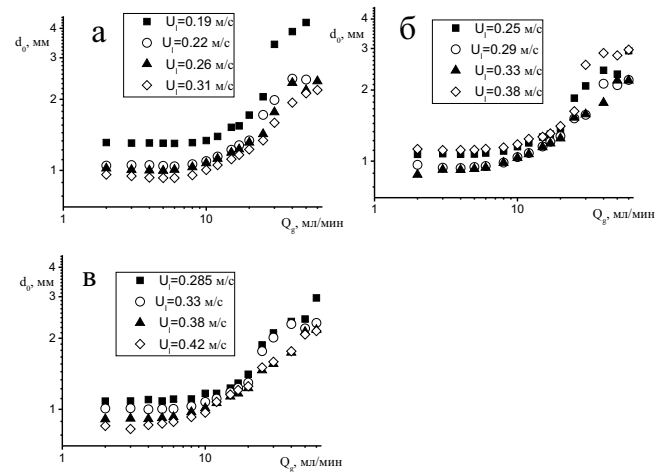 а
U_l=0.19 м/с
U_l=0.22 м/с
U_l=0.26 м/с
U_l=0.31 м/с
d_0, мм
4
3
2
1
1
10
Q_g, мл/мин
б
U_l=0.25 м/с
U_l=0.29 м/с
U_l=0.33 м/с
U_l=0.38 м/с
d_0, мм
4
3
2
1
1
10
Q_g, мл/мин
в
U_l=0.285 м/с
U_l=0.33 м/с
U_l=0.38 м/с
U_l=0.42 м/с
d_0, мм
4
3
2
1
1
10
Q_g, мл/мин